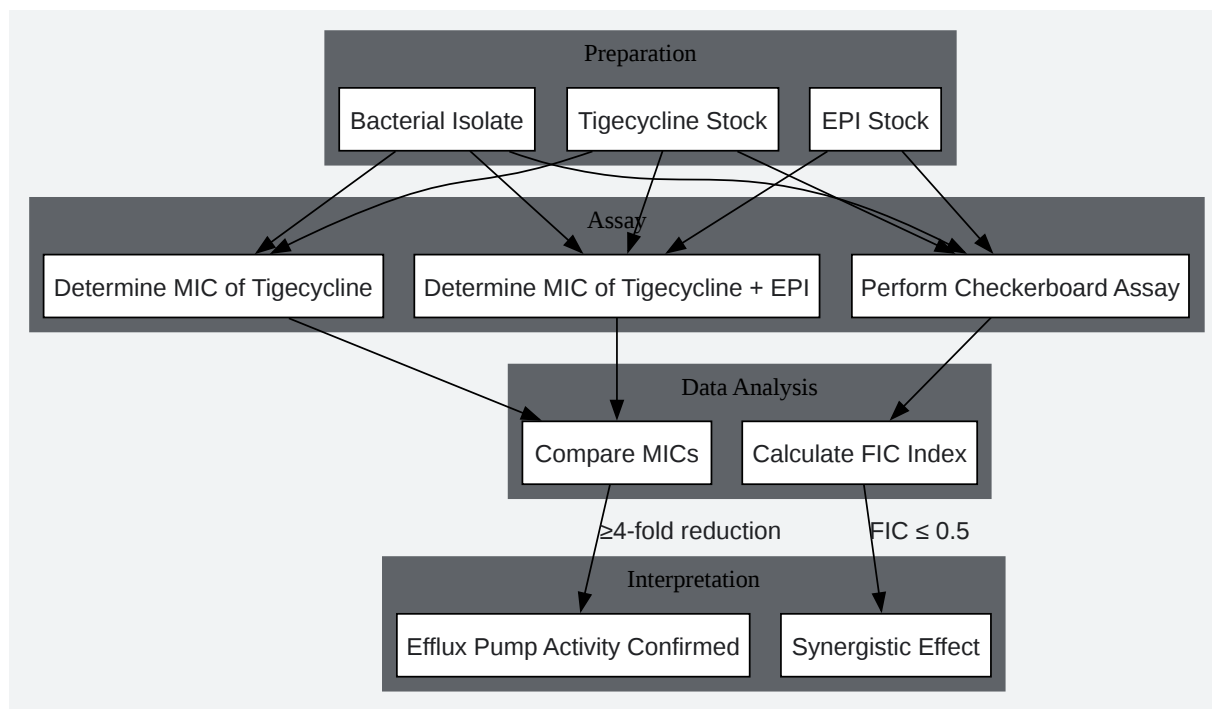 Preparation
Bacterial Isolate
Tigecycline Stock
EPI Stock
Assay
Determine MIC of Tigecycline
Determine MIC of Tigecycline + EPI
Perform Checkerboard Assay
Data Analysis
Compare MICs
Calculate FIC Index
≥4-fold reduction
FIC ≤ 0.5
Interpretation
Efflux Pump Activity Confirmed
Synergistic Effect